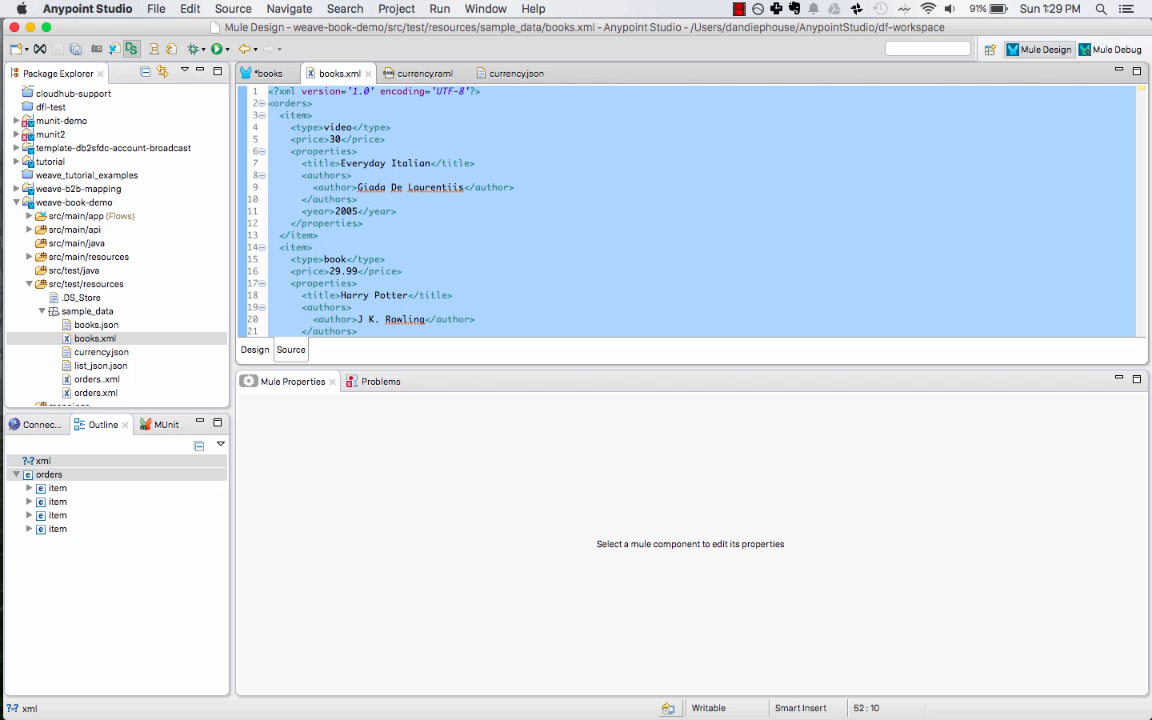 Anypoint Studio File Edit Source Navigate Search Project Run Window Help 91% Sun 1:29 PM
Mule Design - weave-book-demo/src/test/resources/sample_data/books.xml - Anypoint Studio - /Users/dandiephouse/AnypointStudio/df-workspace
Mule Design Mule Debug
Package Explorer
cloudhub-support
dfl-test
munit-demo
munit2
template-db2sfdc-account-broadcast
tutorial
weave_tutorial_examples
weave-b2b-mapping
weave-book-demo
src/main/app (Flows)
src/main/api
src/main/java
src/main/resources
src/test/java
src/test/resources
.DS_Store
sample_data
books.json
books.xml
currency.json
list_json.json
orders..xml
orders.xml
*books books.xml currency.raml currency.json
1 <?xml version='1.0' encoding='UTF-8'?>
2 <orders>
3 <item>
4 <type>video</type>
5 <price>30</price>
6 <properties>
7 <title>Everyday Italian</title>
8 <authors>
9 <author>Giada De Laurentiis</author>
10 </authors>
11 <year>2005</year>
12 </properties>
13 </item>
14 <item>
15 <type>book</type>
16 <price>29.99</price>
17 <properties>
18 <title>Harry Potter</title>
19 <authors>
20 <author>J K. Rowling</author>
21 </authors>
Design Source
Connec... Outline MUnit
xml
orders
item
item
item
item
Mule Properties Problems
Select a mule component to edit its properties
xml Writable Smart Insert 52 : 10